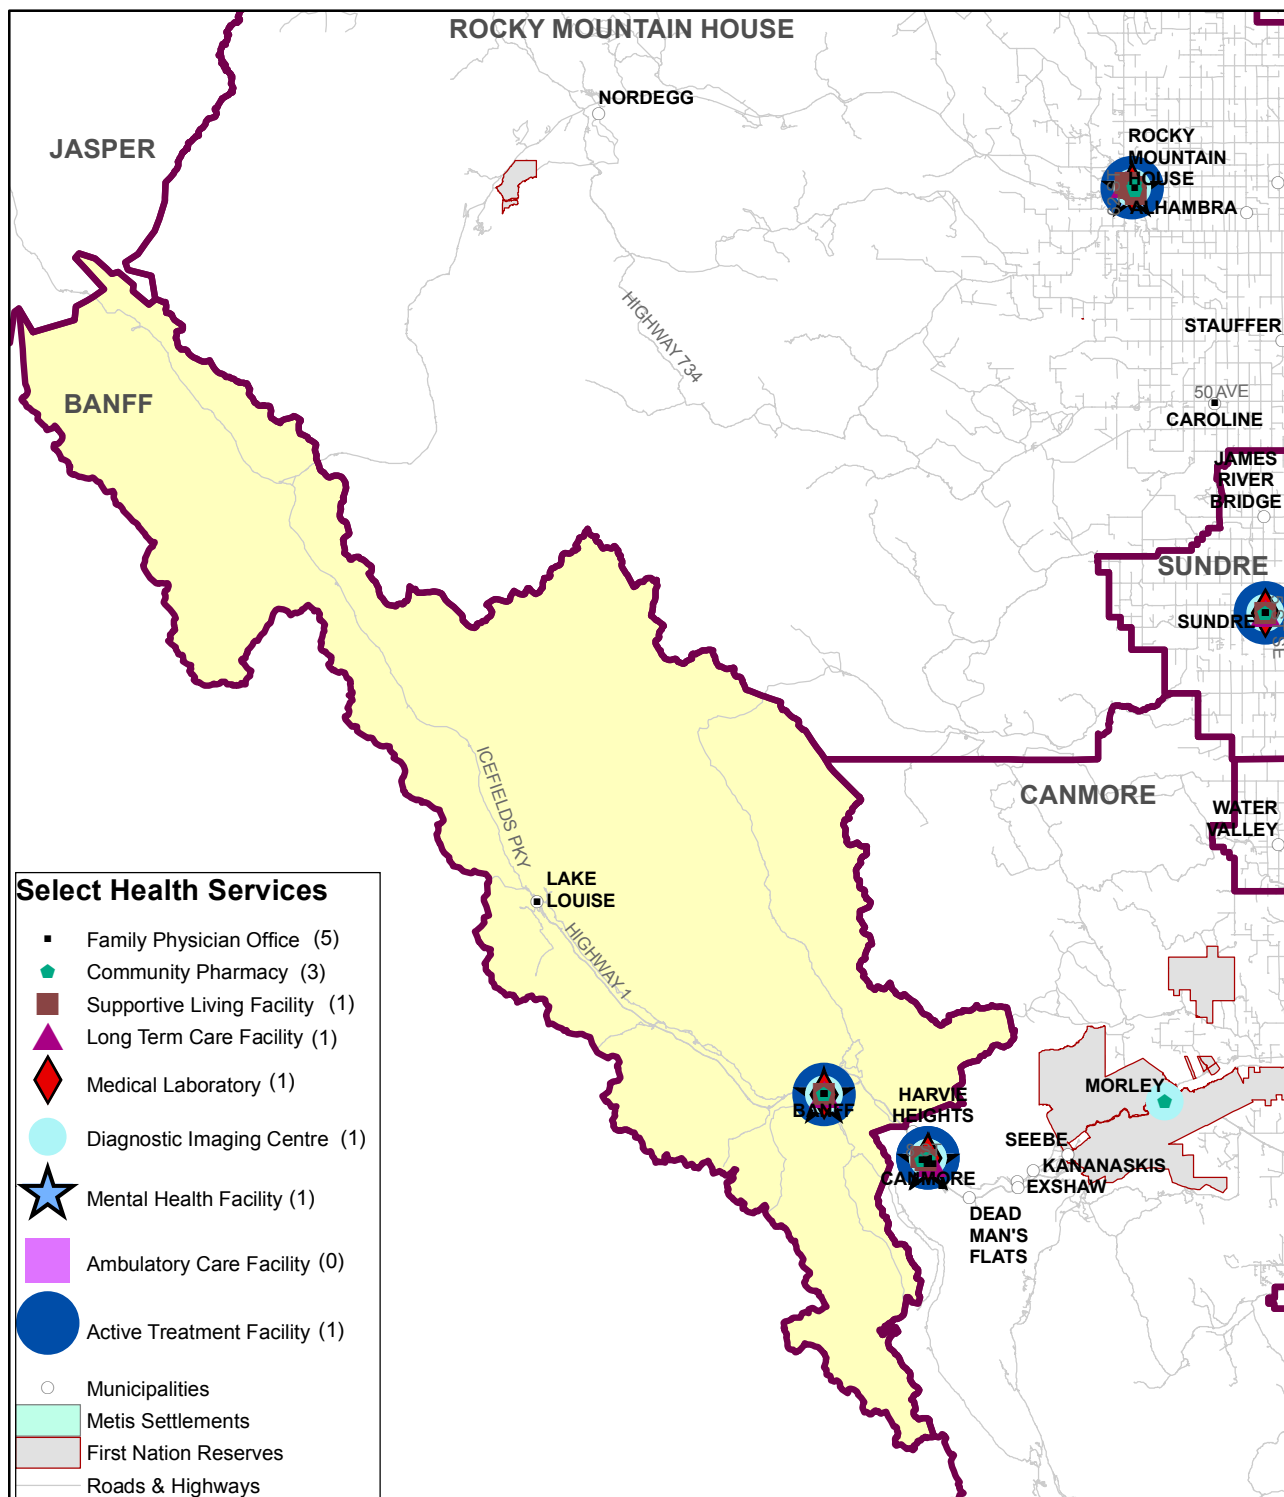 ROCKY MOUNTAIN HOUSE
NORDEGG
JASPER
ROCKY
MOUNTAIN
HOUSE
ALHAMBRA
HIGHWAY 734
STAUFFER
BANFF
50 AVE
CAROLINE
JAMES
RIVER
BRIDGE
SUNDRE
SUNDRE
SE
ICEFIELDS PKY
CANMORE
WATER
VALLEY
LAKE
LOUISE
HIGHWAY 1
MORLEY
BANFF
HARVIE
HEIGHTS
SEEBE
KANANASKIS
CANMORE
EXSHAW
DEAD
MAN'S
FLATS
Select Health Services
Family Physician Office (5)
Community Pharmacy (3)
Supportive Living Facility (1)
Long Term Care Facility (1)
Medical Laboratory (1)
Diagnostic Imaging Centre (1)
Mental Health Facility (1)
Ambulatory Care Facility (0)
Active Treatment Facility (1)
Municipalities
Metis Settlements
First Nation Reserves
Roads & Highways